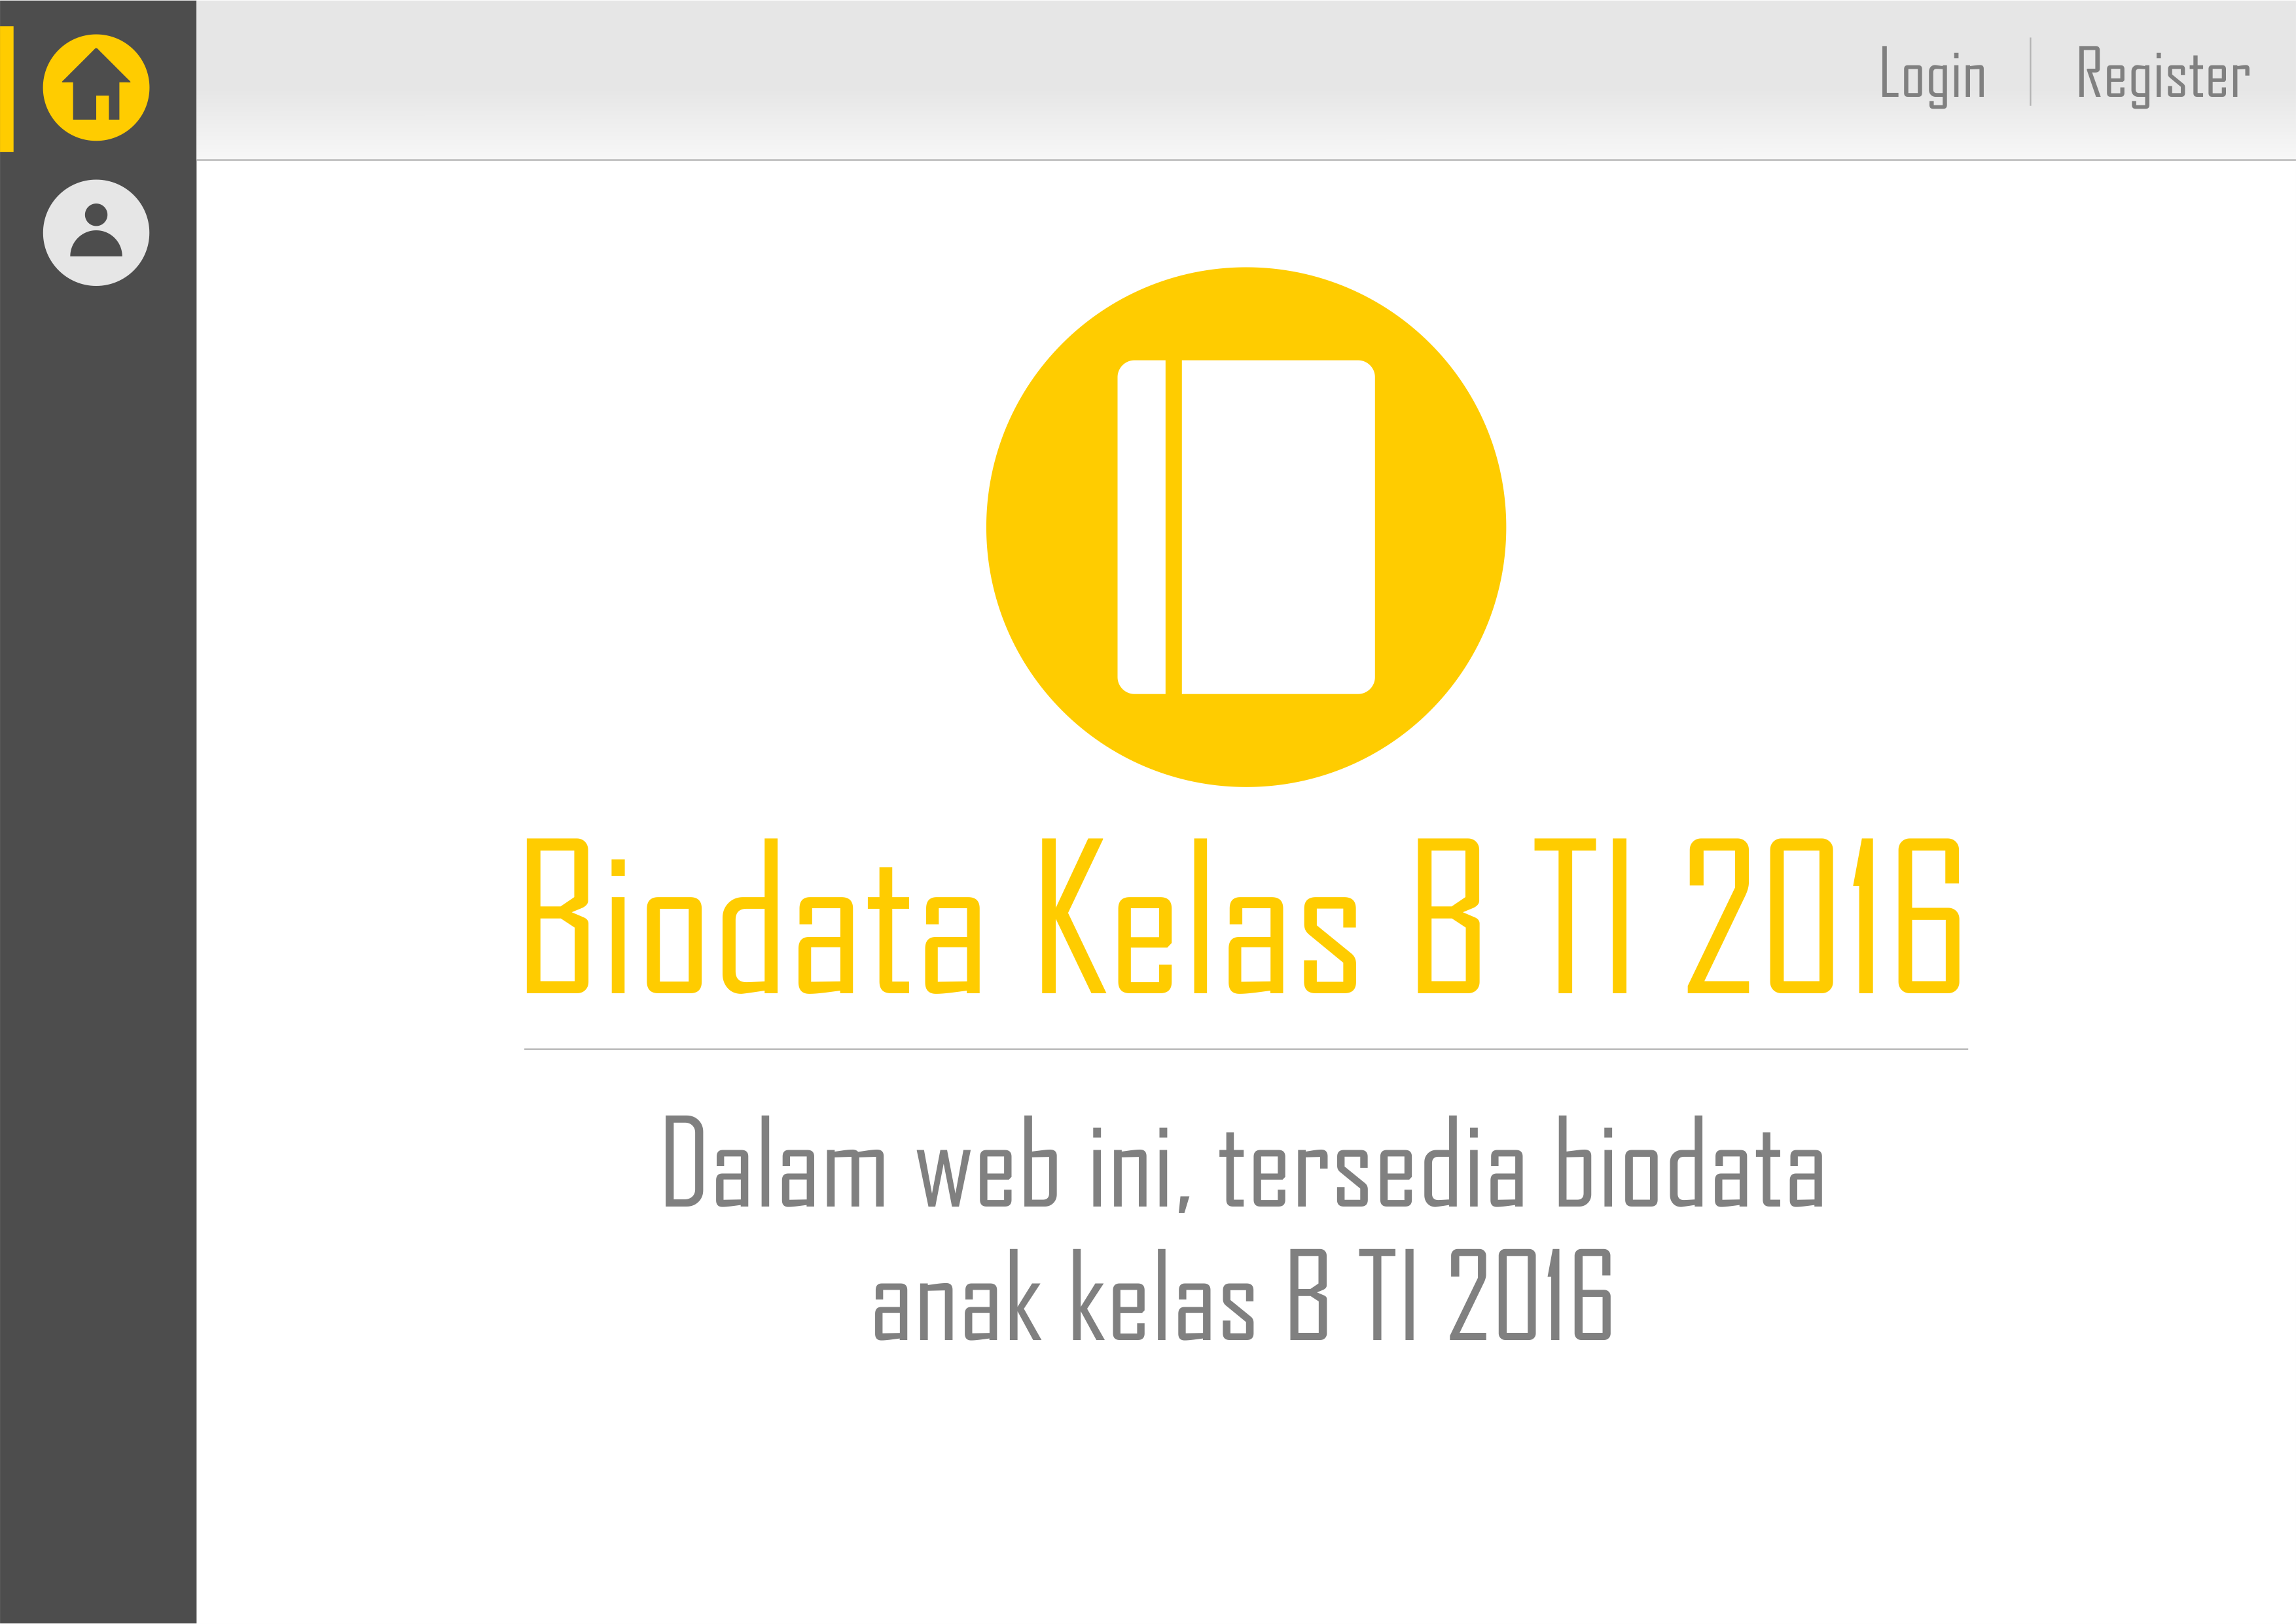 Login
Register
Biodata Kelas B TI 2016
Dalam web ini, tersedia biodata
anak kelas B TI 2016